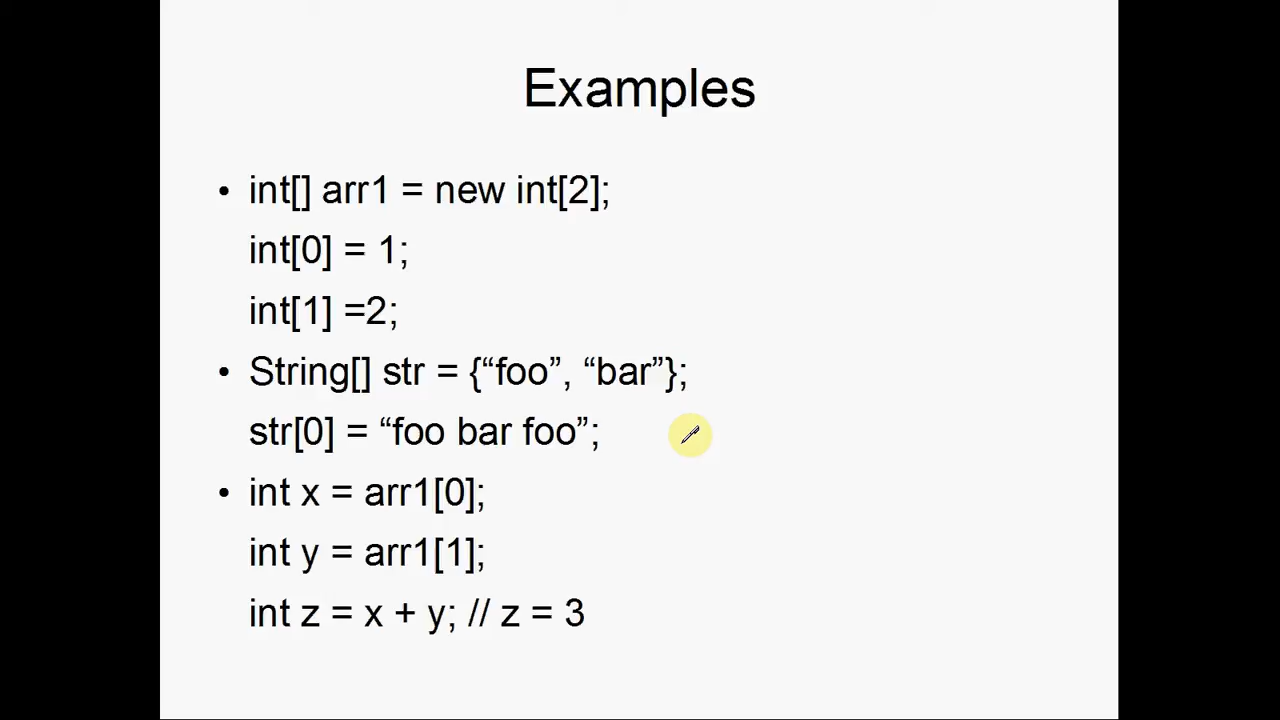 Examples
• int[] arr1 = new int[2];
int[0] = 1;
int[1] =2;
• String[] str = {“foo”, “bar”};
str[0] = “foo bar foo”;
• int x = arr1[0];
int y = arr1[1];
int z = x + y; // z = 3